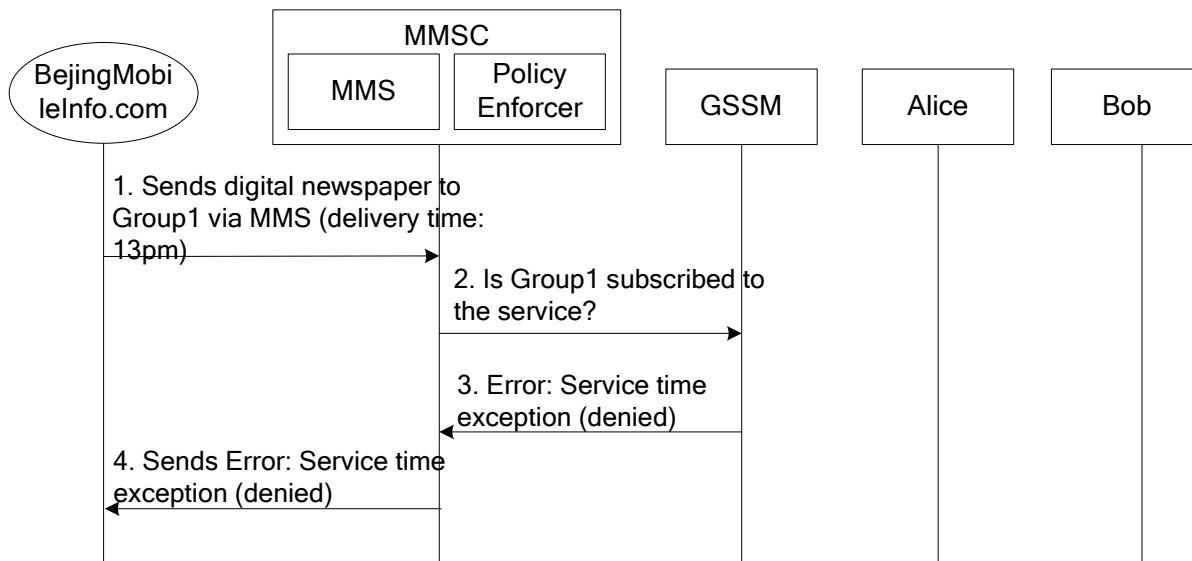 MMSC
BejingMobi
leInfo.com
MMS
Policy
Enforcer
GSSM
Alice
Bob
1. Sends digital newspaper to
Group1 via MMS (delivery time:
13pm)
2. Is Group1 subscribed to
the service?
3. Error: Service time
exception (denied)
4. Sends Error: Service time
exception (denied)